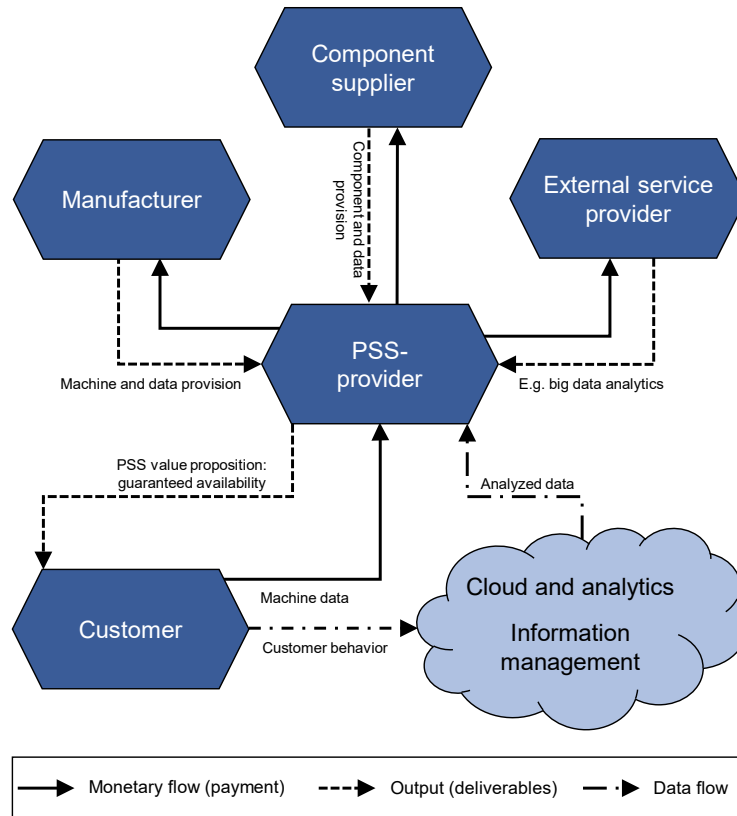 Component
supplier
Manufacturer
External service
provider
Component and data
provision
PSS-
provider
Machine and data provision
E.g. big data analytics
PSS value proposition:
guaranteed availability
Analyzed data
Cloud and analytics
Information
management
Customer
Machine data
Customer behavior
Monetary flow (payment)
Output (deliverables)
Data flow